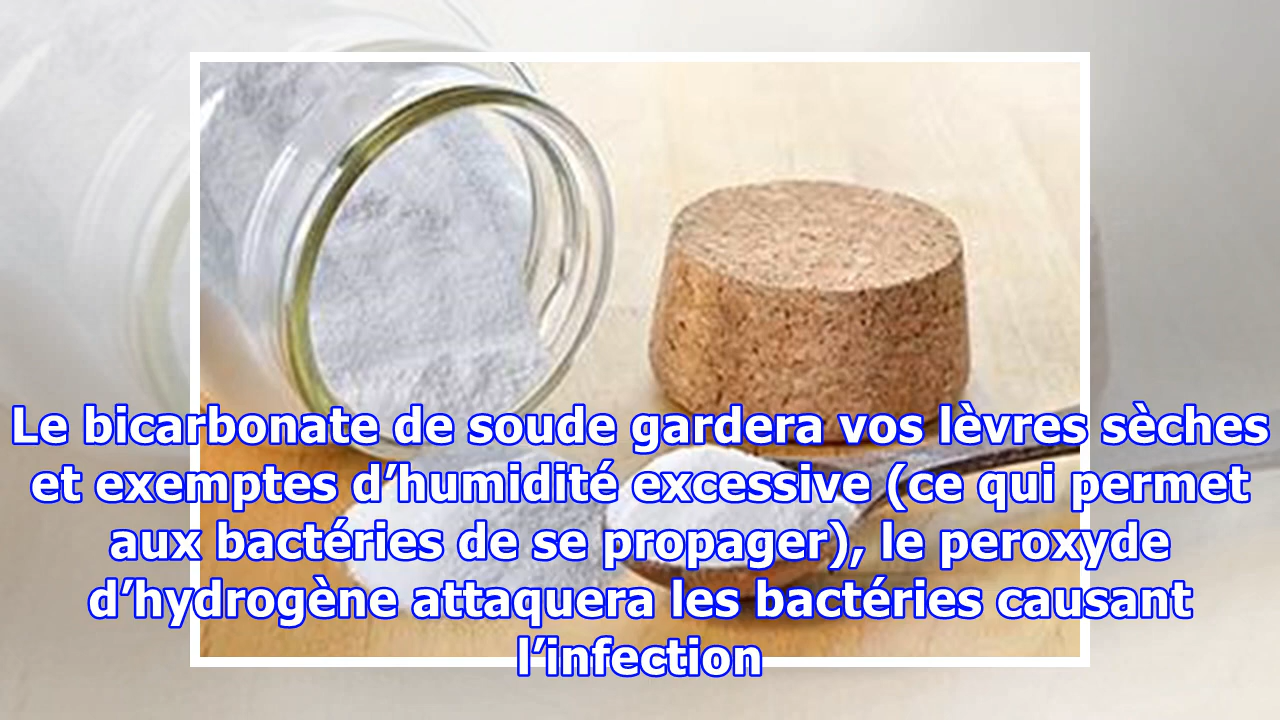 Le bicarbonate de soude gardera vos lèvres sèches
et exemptes d’humidité excessive (ce qui permet
aux bactéries de se propager), le peroxyde
d’hydrogène attaquera les bactéries causant
l’infection